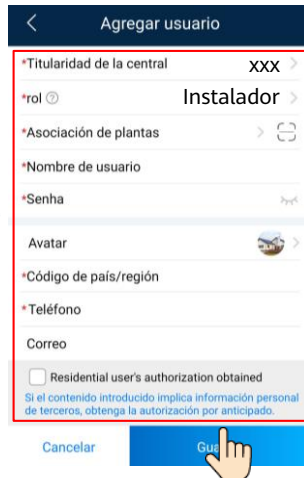 Agregar usuario
*Titularidad de la central xxx
*rol Instalador
*Asociación de plantas
*Nombre de usuario
*Senha
Avatar
*Código de país/región
*Teléfono
Correo
Residential user's authorization obtained
Si el contenido introducido implica información personal
de terceros, obtenga la autorización por anticipado.
Cancelar